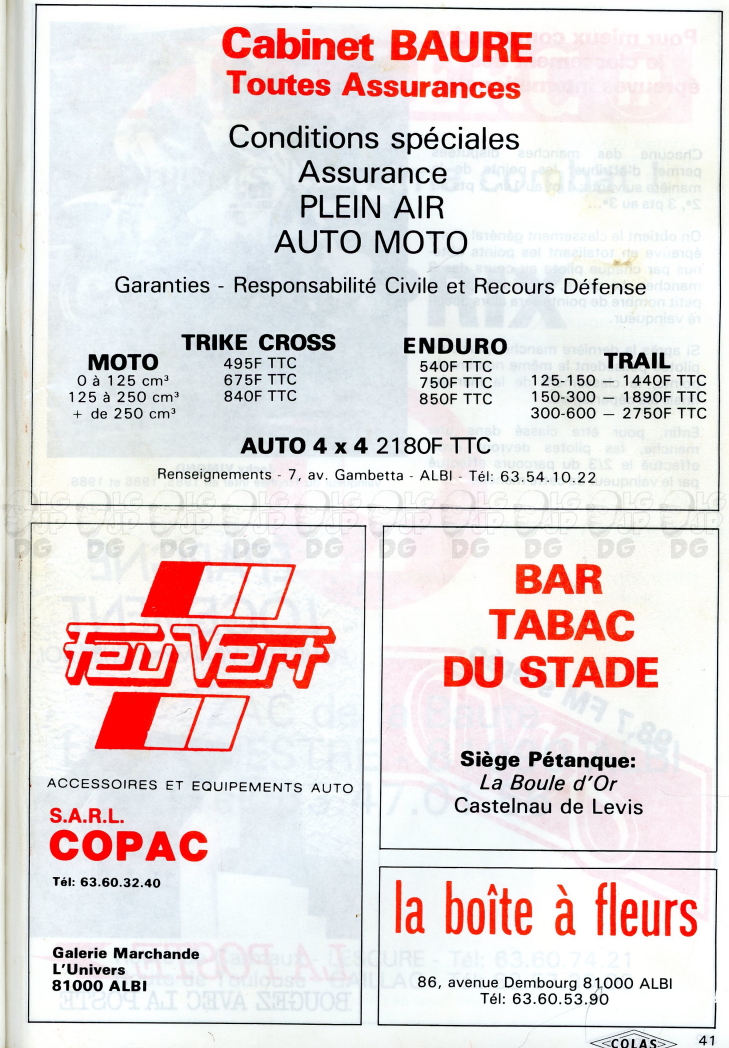 Cabinet BAURE
Toutes Assurances
Conditions spéciales
Assurance
PLEIN AIR
AUTO MOTO
Garanties - Responsabilité Civile et Recours Défense
MOTO
0 à 125 cm³
125 à 250 cm³
+ de 250 cm³
TRIKE CROSS
495F TTC
675F TTC
840F TTC
ENDURO
540F TTC
750F TTC
850F TTC
TRAIL
125-150 — 1440F TTC
150-300 — 1890F TTC
300-600 — 2750F TTC
AUTO 4 x 4 2180F TTC
Renseignements - 7, av. Gambetta - ALBI - Tél: 63.54.10.22
Feu Vert
ACCESSOIRES ET EQUIPEMENTS AUTO
S.A.R.L.
COPAC
Tél: 63.60.32.40
Galerie Marchande
L'Univers
81000 ALBI
BAR
TABAC
DU STADE
Siège Pétanque:
La Boule d'Or
Castelnau de Levis
la boîte à fleurs
86, avenue Dembourg 81000 ALBI
Tél: 63.60.53.90
COLAS
41